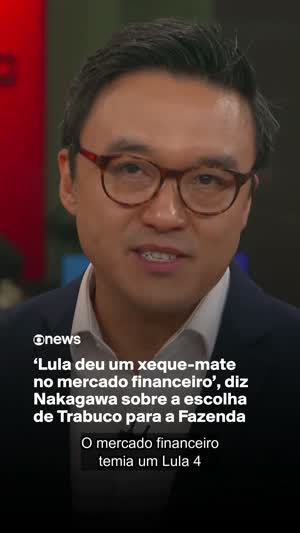 news
‘Lula deu um xeque-mate
no mercado financeiro’, diz
Nakagawa sobre a escolha
de Trabuco para a Fazenda
O mercado financeiro
temia um Lula 4